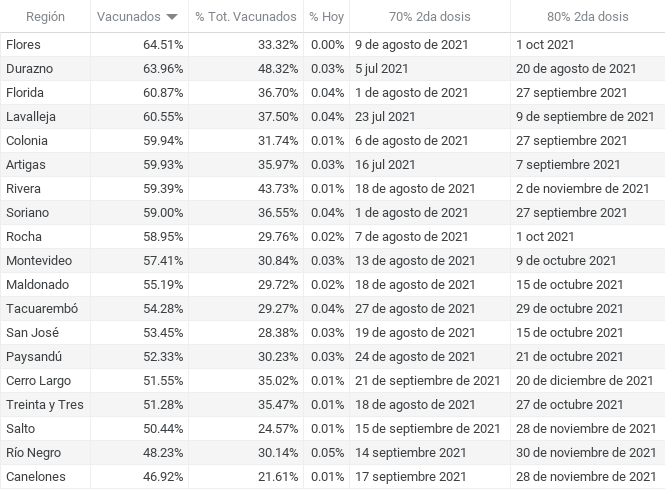 Región Vacunados % Tot. Vacunados % Hoy 70% 2da dosis 80% 2da dosis
Flores 64.51% 33.32% 0.00% 9 de agosto de 2021 1 oct 2021
Durazno 63.96% 48.32% 0.03% 5 jul 2021 20 de agosto de 2021
Florida 60.87% 36.70% 0.04% 1 de agosto de 2021 27 septiembre 2021
Lavalleja 60.55% 37.50% 0.04% 23 jul 2021 9 de septiembre de 2021
Colonia 59.94% 31.74% 0.01% 6 de agosto de 2021 27 septiembre 2021
Artigas 59.93% 35.97% 0.03% 16 jul 2021 7 septiembre 2021
Rivera 59.39% 43.73% 0.01% 18 de agosto de 2021 2 de noviembre de 2021
Soriano 59.00% 36.55% 0.04% 1 de agosto de 2021 27 septiembre 2021
Rocha 58.95% 29.76% 0.02% 7 de agosto de 2021 1 oct 2021
Montevideo 57.41% 30.84% 0.03% 13 de agosto de 2021 9 de octubre 2021
Maldonado 55.19% 29.72% 0.02% 18 de agosto de 2021 15 de octubre 2021
Tacuarembó 54.28% 29.27% 0.04% 27 de agosto de 2021 29 de octubre 2021
San José 53.45% 28.38% 0.03% 19 de agosto de 2021 15 de octubre 2021
Paysandú 52.33% 30.23% 0.03% 24 de agosto de 2021 21 de octubre 2021
Cerro Largo 51.55% 35.02% 0.01% 21 de septiembre de 2021 20 de diciembre de 2021
Treinta y Tres 51.28% 35.47% 0.01% 18 de agosto de 2021 27 de octubre 2021
Salto 50.44% 24.57% 0.01% 15 de septiembre de 2021 28 de noviembre de 2021
Río Negro 48.23% 30.14% 0.05% 14 septiembre 2021 30 de noviembre de 2021
Canelones 46.92% 21.61% 0.01% 17 septiembre 2021 28 de noviembre de 2021